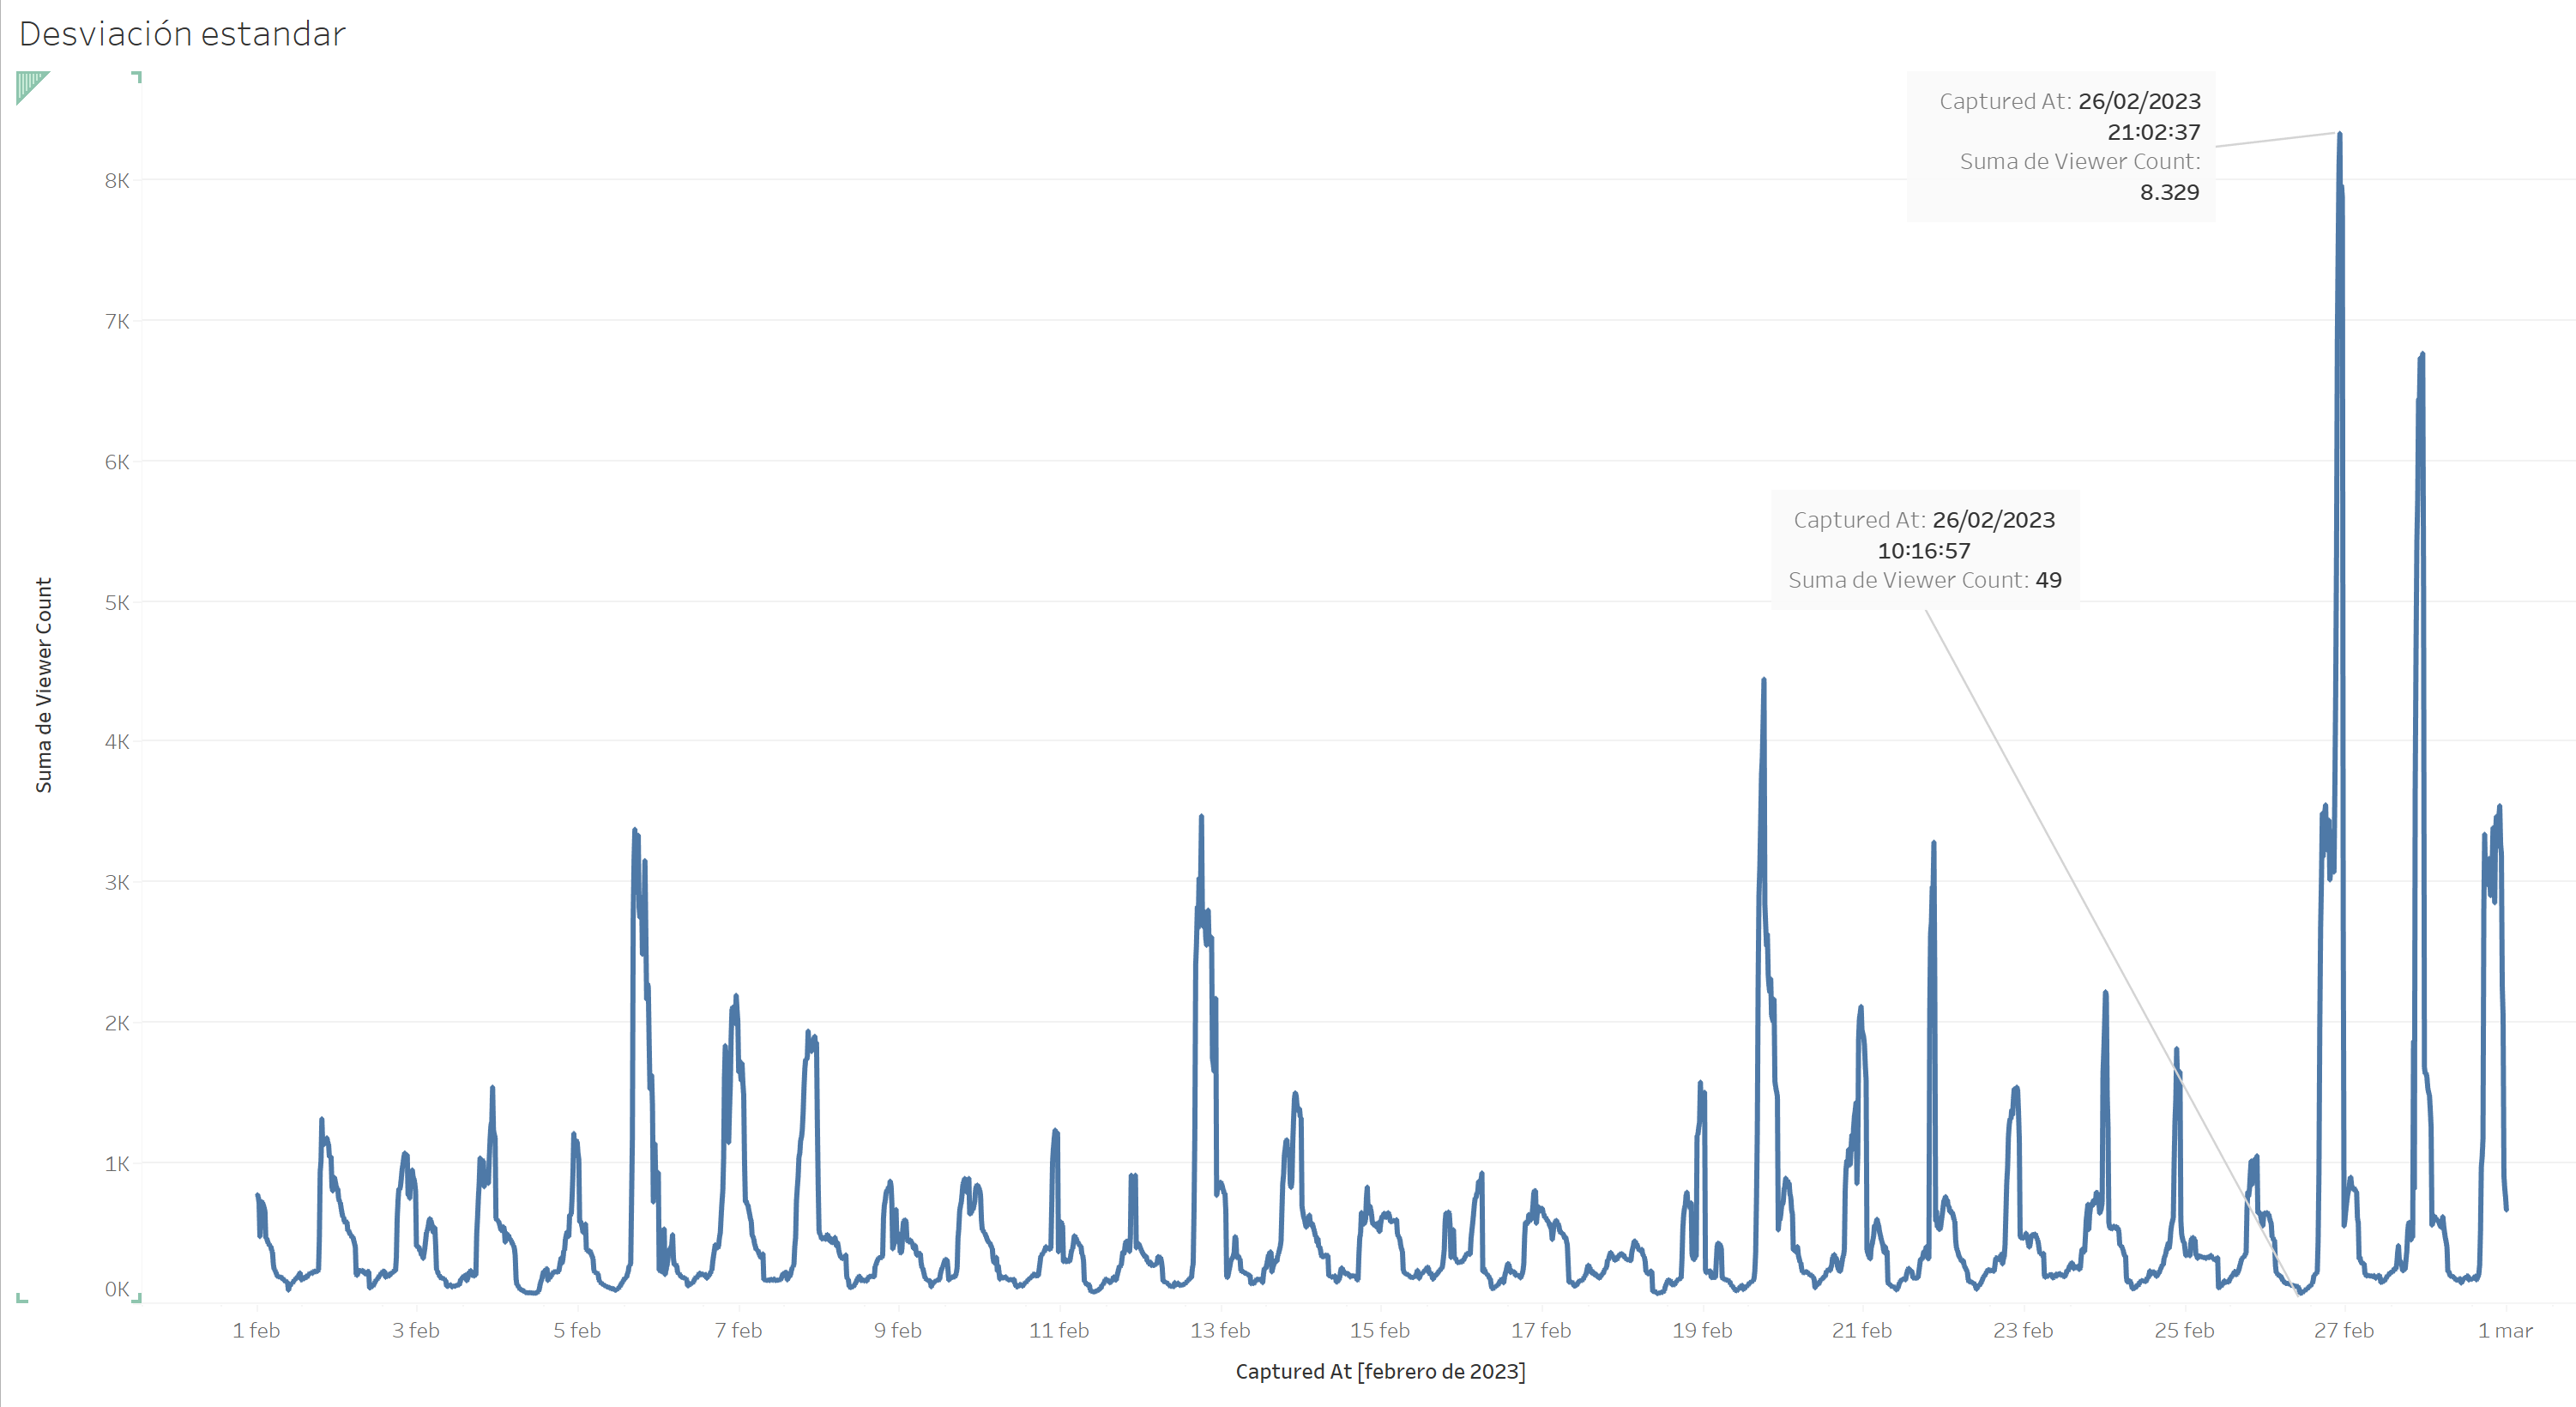 Desviación estandar
Captured At: 26/02/2023
21:02:37
Suma de Viewer Count:
8.329
Captured At: 26/02/2023
10:16:57
Suma de Viewer Count: 49
Suma de Viewer Count
8K
7K
6K
5K
4K
3K
2K
1K
0K
1 feb
3 feb
5 feb
7 feb
9 feb
11 feb
13 feb
15 feb
17 feb
19 feb
21 feb
23 feb
25 feb
27 feb
1 mar
Captured At [febrero de 2023]